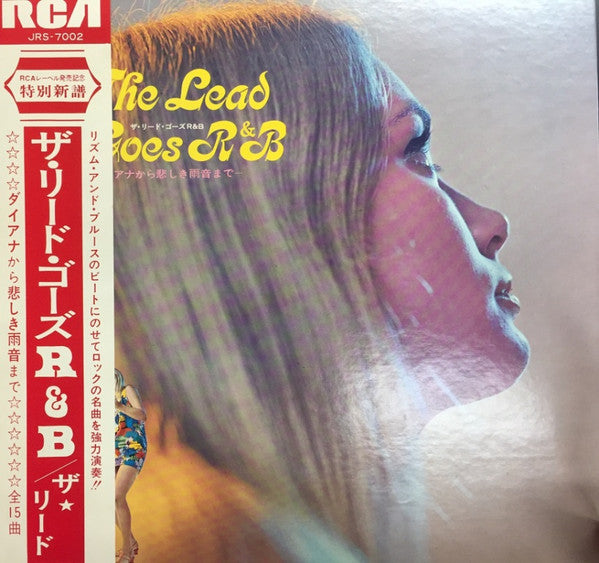 RCA
JRS-7002
RCAレーベル発売記念
特別新譜
ザ・リード・ゴーズR&B/ザ★リード
リズム・アンド・ブルースのビートにのせてロックの名曲を強力演奏!!
☆☆☆☆ダイアナから悲しき雨音まで☆☆☆☆☆☆全15曲
The Lead
ザ・リード・ゴーズR&B
Goes R&B
アナから悲しき雨音まで—